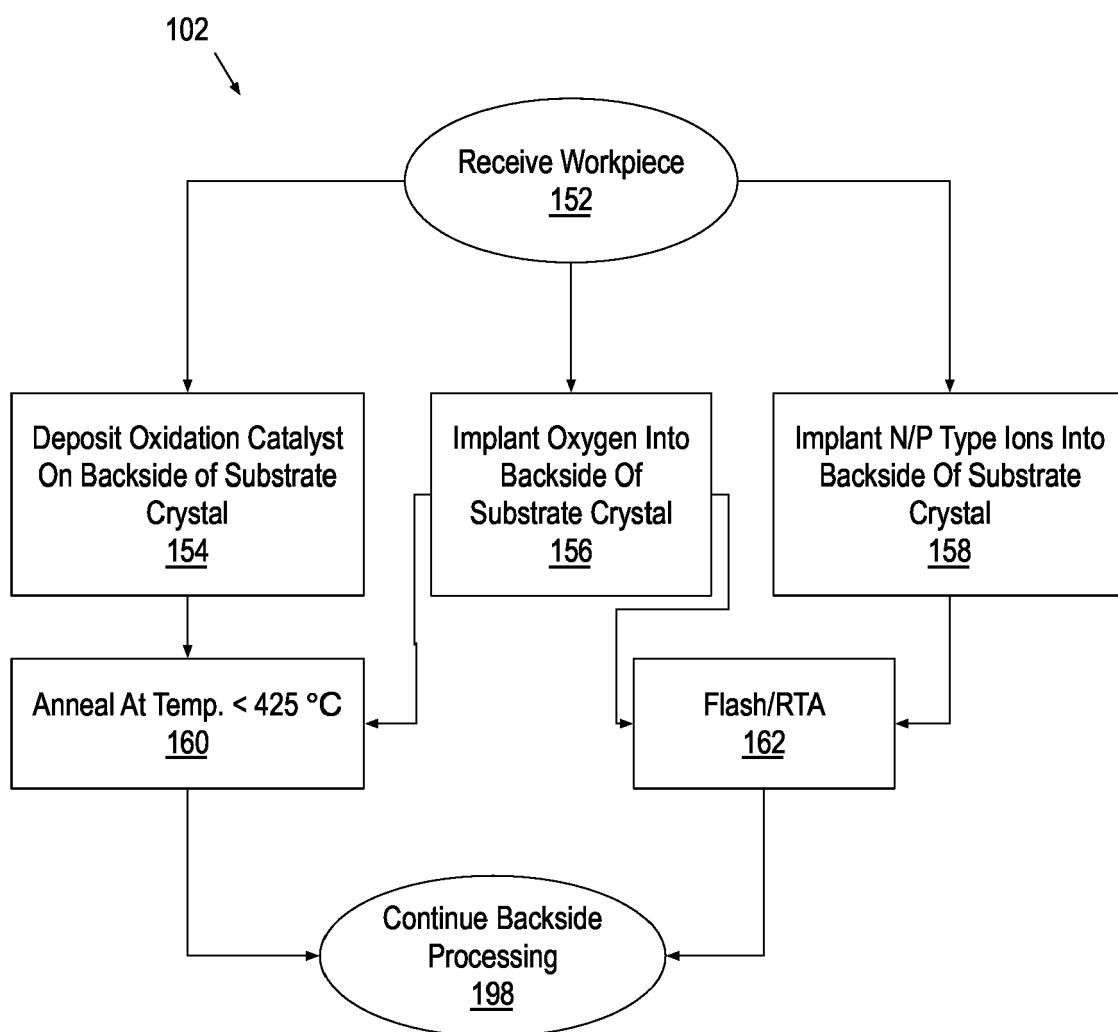 102
Receive Workpiece
152
Deposit Oxidation Catalyst
On Backside of Substrate
Crystal
154
Implant Oxygen Into
Backside Of
Substrate Crystal
156
Implant N/P Type Ions Into
Backside Of Substrate
Crystal
158
Anneal At Temp. < 425 °C
160
Flash/RTA
162
Continue Backside
Processing
198